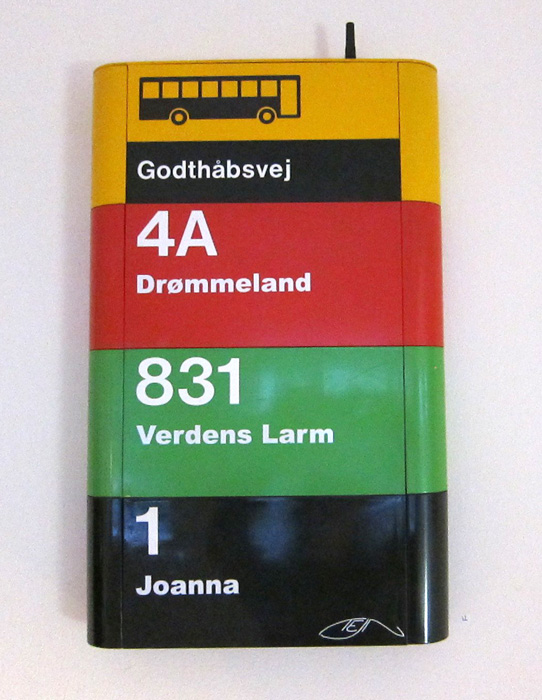 Godthåbsvej
4A
Drømmeland
831
Verdens Larm
1
Joanna